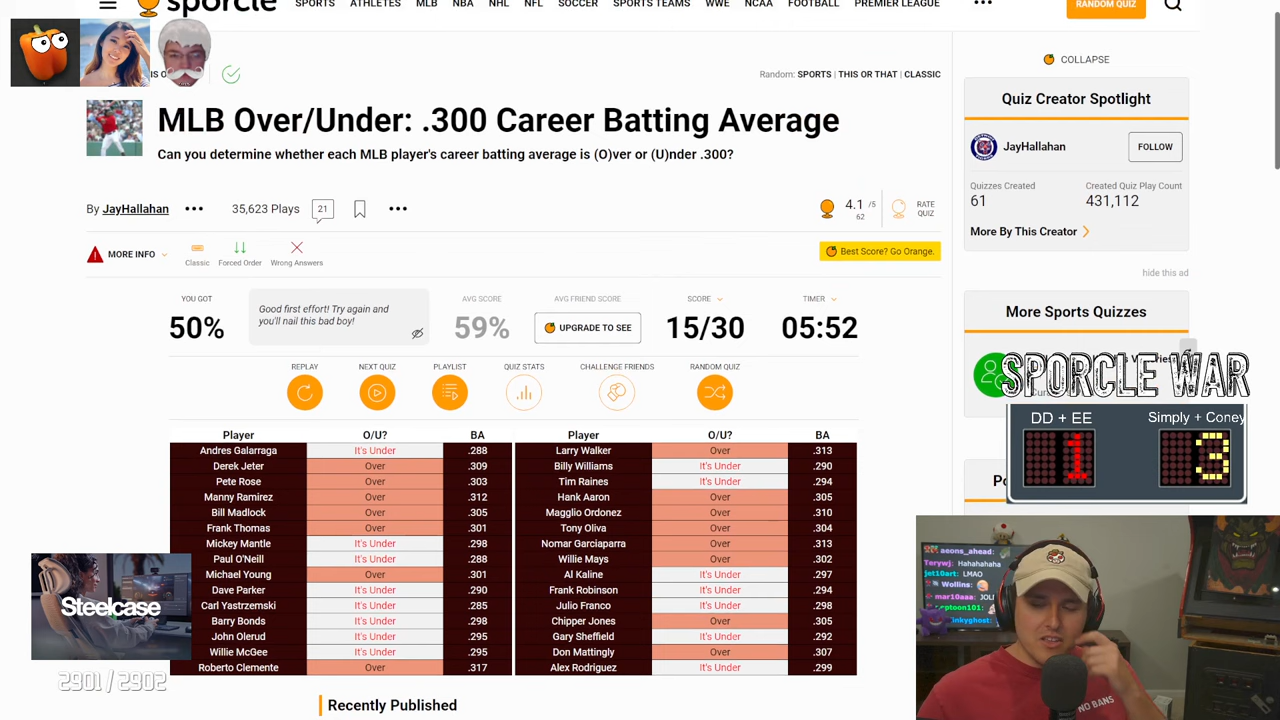 sporcle
SPORTS ATHLETES MLB NBA NHL NFL SOCCER SPORTS TEAMS WWE NCAA FOOTBALL PREMIER LEAGUE ... RANDOM QUIZ
Random: SPORTS | THIS OR THAT | CLASSIC
MLB Over/Under: .300 Career Batting Average
Can you determine whether each MLB player's career batting average is (O)ver or (U)nder .300?
By JayHallahan ... 35,623 Plays 21 ... 4.1 /5 62 RATE QUIZ
MORE INFO Classic Forced Order Wrong Answers Best Score? Go Orange.
YOU GOT
50%
Good first effort! Try again and
you'll nail this bad boy!
AVG SCORE
59%
AVG FRIEND SCORE
UPGRADE TO SEE
SCORE
15/30
TIMER
05:52
REPLAY NEXT QUIZ PLAYLIST QUIZ STATS CHALLENGE FRIENDS RANDOM QUIZ
Player O/U? BA Player O/U? BA
Andres Galarraga It's Under .288 Larry Walker Over .313
Derek Jeter Over .309 Billy Williams It's Under .290
Pete Rose Over .303 Tim Raines It's Under .294
Manny Ramirez Over .312 Hank Aaron Over .305
Bill Madlock Over .305 Magglio Ordonez Over .310
Frank Thomas Over .301 Tony Oliva Over .304
Mickey Mantle It's Under .298 Nomar Garciaparra Over .313
Paul O'Neill It's Under .288 Willie Mays Over .302
Michael Young Over .301 Al Kaline It's Under .297
Dave Parker It's Under .290 Frank Robinson It's Under .294
Carl Yastrzemski It's Under .285 Julio Franco It's Under .298
Barry Bonds It's Under .298 Chipper Jones Over .305
John Olerud It's Under .295 Gary Sheffield It's Under .292
Willie McGee It's Under .295 Don Mattingly Over .307
Roberto Clemente Over .317 Alex Rodriguez It's Under .299
Recently Published
COLLAPSE
Quiz Creator Spotlight
JayHallahan FOLLOW
Quizzes Created Created Quiz Play Count
61 431,112
More By This Creator
hide this ad
More Sports Quizzes
SPORCLE WAR
DD + EE Simply + Coney
1 3
Steelcase
2901 / 2902
aeons_ahead:
Terywj: Hahahaha
jet10art: LMAO
Wollins:
mar10aaa: JOL
NO BANS